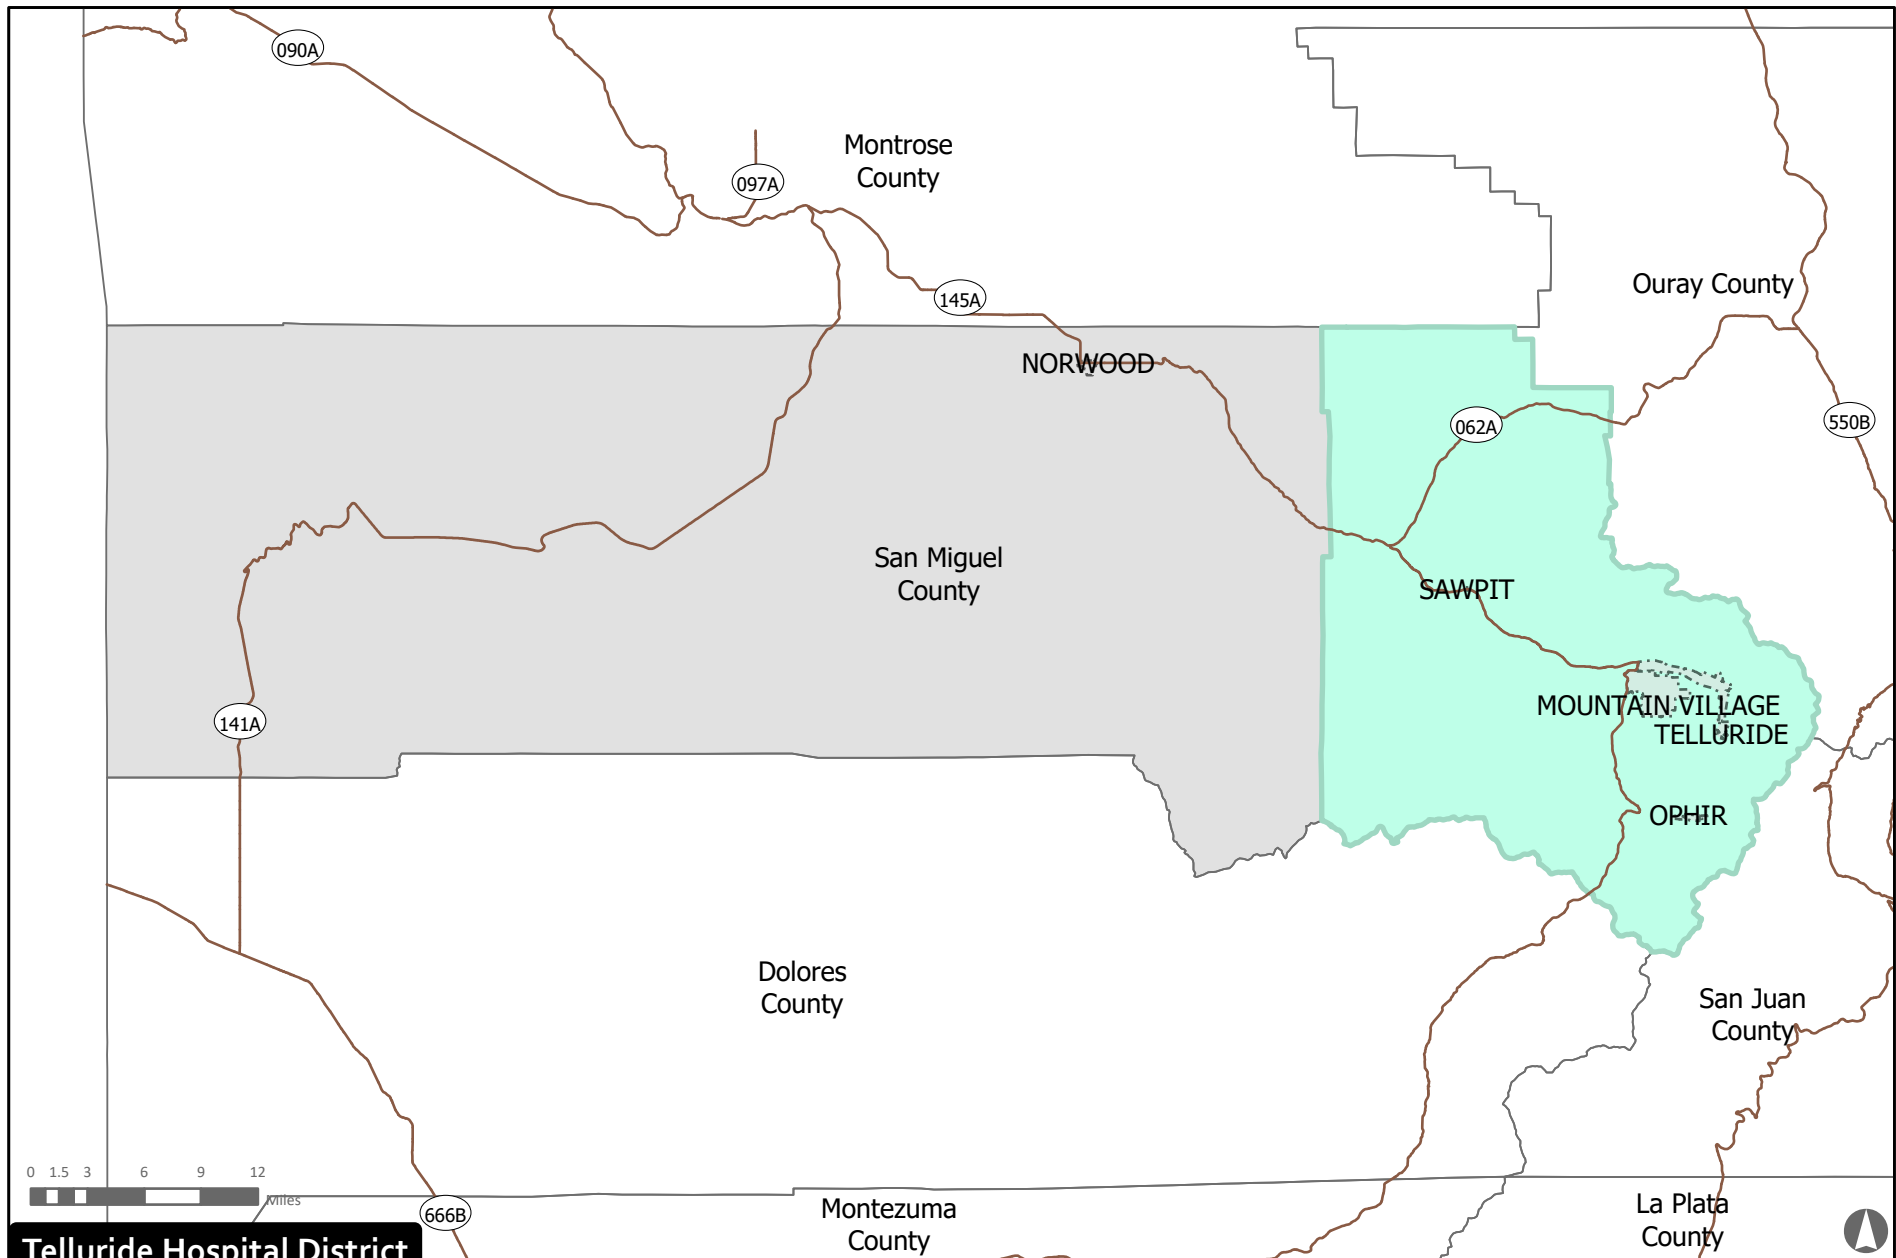 090A
Montrose
County
097A
Ouray County
145A
NORWOOD
062A
550B
San Miguel
County
SAWPIT
MOUNTAIN VILLAGE
TELLURIDE
141A
OPHIR
Dolores
County
San Juan
County
0 1.5 3 6 9 12
Miles
666B
Montezuma
County
La Plata
County
Telluride Hospital District